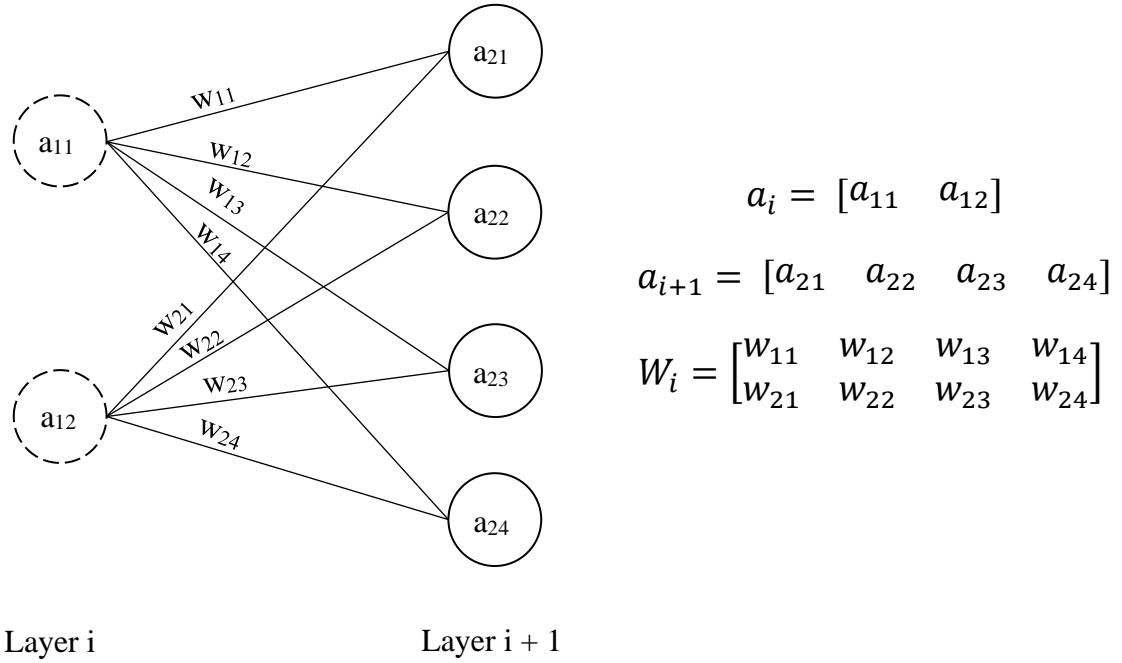 a₁₁
a₁₂
w₁₁
w₁₂
w₁₃
w₁₄
w₂₁
w₂₂
w₂₃
w₂₄
a₂₁
a₂₂
a₂₃
a₂₄
Layer i
Layer i + 1
aᵢ = [a₁₁ a₁₂]
aᵢ₊₁ = [a₂₁ a₂₂ a₂₃ a₂₄]
Wᵢ = [w₁₁ w₁₂ w₁₃ w₁₄
w₂₁ w₂₂ w₂₃ w₂₄]